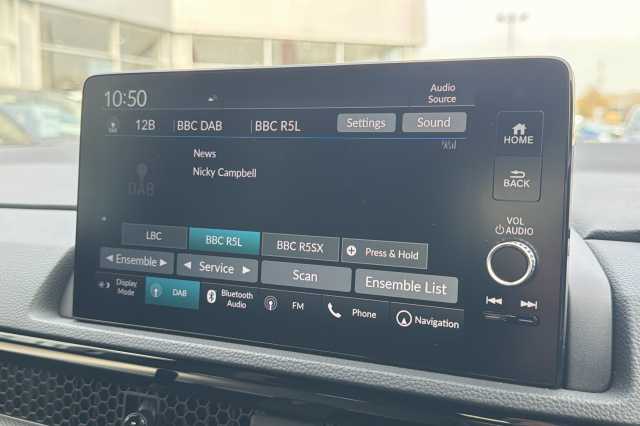 10:50
Audio
Source
12B BBC DAB BBC R5L Settings Sound
News
Nicky Campbell
DAB
HOME
BACK
VOL
AUDIO
LBC BBC R5L BBC R5SX Press & Hold
Ensemble Service Scan Ensemble List
Display
Mode
DAB
Bluetooth
Audio
FM
Phone
Navigation